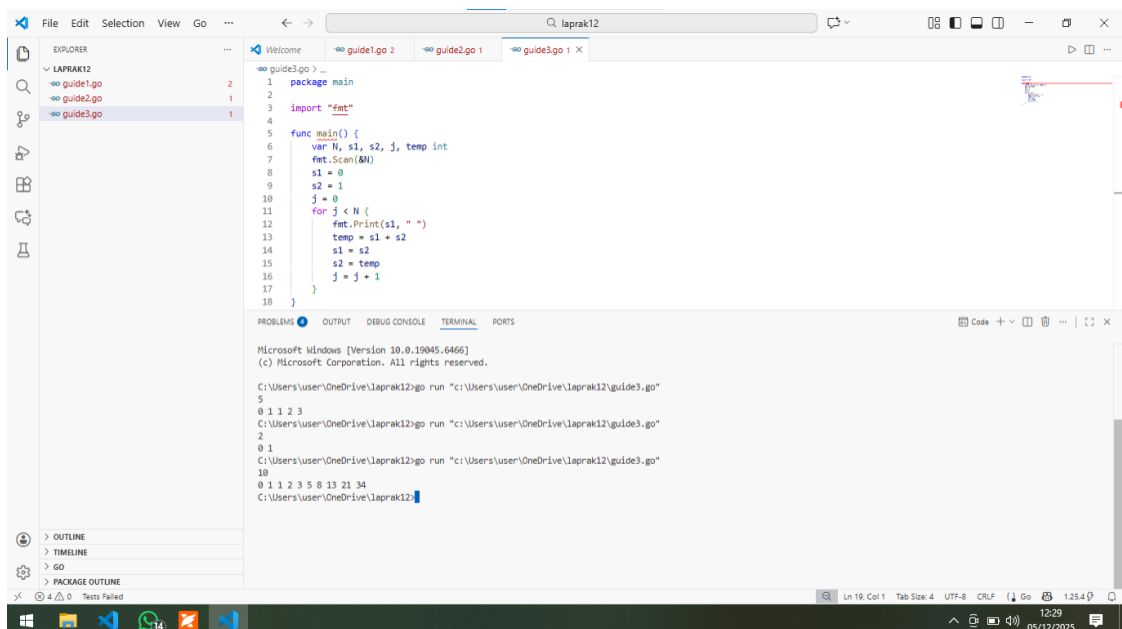 File Edit Selection View Go ... laprak12
EXPLORER ...
LAPRAK12
guide1.go 2
guide2.go 1
guide3.go 1
OUTLINE
TIMELINE
GO
PACKAGE OUTLINE
Welcome guide1.go 2 guide2.go 1 guide3.go 1
guide3.go > ...
1 package main
2
3 import "fmt"
4
5 func main() {
6 var N, s1, s2, j, temp int
7 fmt.Scan(&N)
8 s1 = 0
9 s2 = 1
10 j = 0
11 for j < N {
12 fmt.Print(s1, " ")
13 temp = s1 + s2
14 s1 = s2
15 s2 = temp
16 j = j + 1
17 }
18 }
PROBLEMS 4 OUTPUT DEBUG CONSOLE TERMINAL PORTS Code
Microsoft Windows [Version 10.0.19045.6466]
(c) Microsoft Corporation. All rights reserved.
C:\Users\user\OneDrive\laprak12>go run "c:\Users\user\OneDrive\laprak12\guide3.go"
5
0 1 1 2 3
C:\Users\user\OneDrive\laprak12>go run "c:\Users\user\OneDrive\laprak12\guide3.go"
2
0 1
C:\Users\user\OneDrive\laprak12>go run "c:\Users\user\OneDrive\laprak12\guide3.go"
10
0 1 1 2 3 5 8 13 21 34
C:\Users\user\OneDrive\laprak12>
4 0 Tests Failed Ln 19, Col 1 Tab Size: 4 UTF-8 CRLF Go 1.25.4
14 12:29
05/12/2025